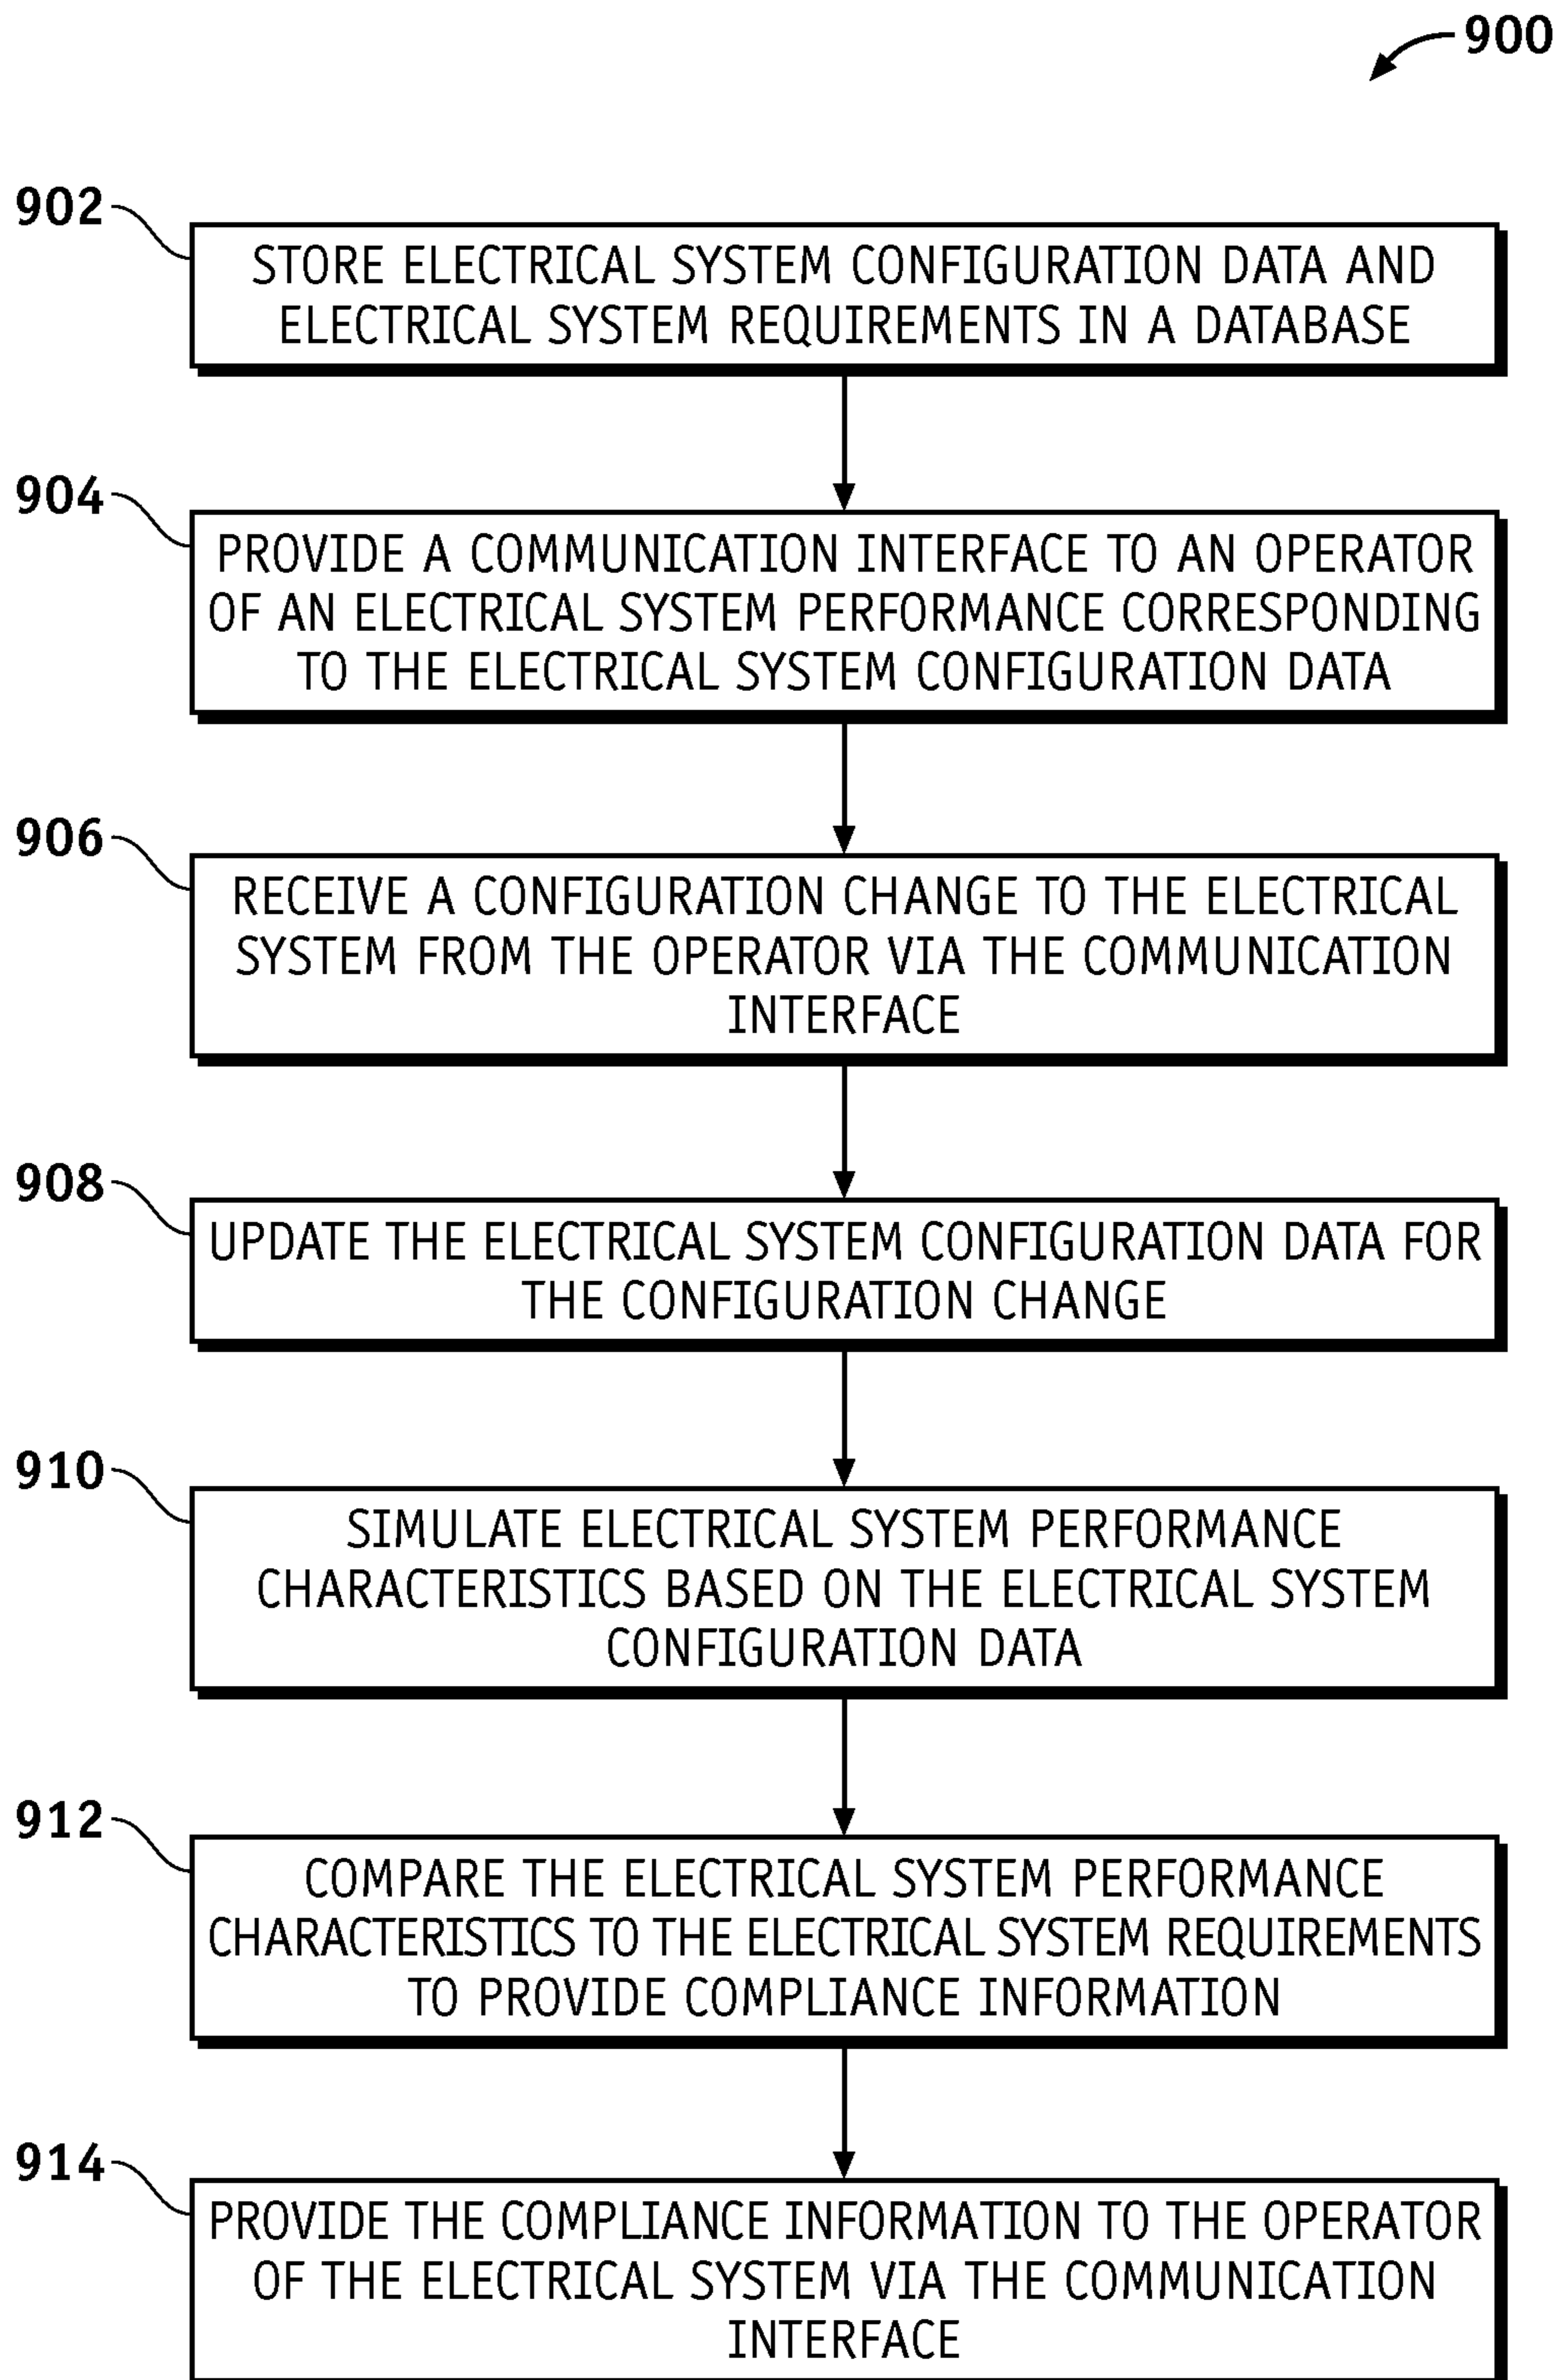 900
902
STORE ELECTRICAL SYSTEM CONFIGURATION DATA AND
ELECTRICAL SYSTEM REQUIREMENTS IN A DATABASE
904
PROVIDE A COMMUNICATION INTERFACE TO AN OPERATOR
OF AN ELECTRICAL SYSTEM PERFORMANCE CORRESPONDING
TO THE ELECTRICAL SYSTEM CONFIGURATION DATA
906
RECEIVE A CONFIGURATION CHANGE TO THE ELECTRICAL
SYSTEM FROM THE OPERATOR VIA THE COMMUNICATION
INTERFACE
908
UPDATE THE ELECTRICAL SYSTEM CONFIGURATION DATA FOR
THE CONFIGURATION CHANGE
910
SIMULATE ELECTRICAL SYSTEM PERFORMANCE
CHARACTERISTICS BASED ON THE ELECTRICAL SYSTEM
CONFIGURATION DATA
912
COMPARE THE ELECTRICAL SYSTEM PERFORMANCE
CHARACTERISTICS TO THE ELECTRICAL SYSTEM REQUIREMENTS
TO PROVIDE COMPLIANCE INFORMATION
914
PROVIDE THE COMPLIANCE INFORMATION TO THE OPERATOR
OF THE ELECTRICAL SYSTEM VIA THE COMMUNICATION
INTERFACE